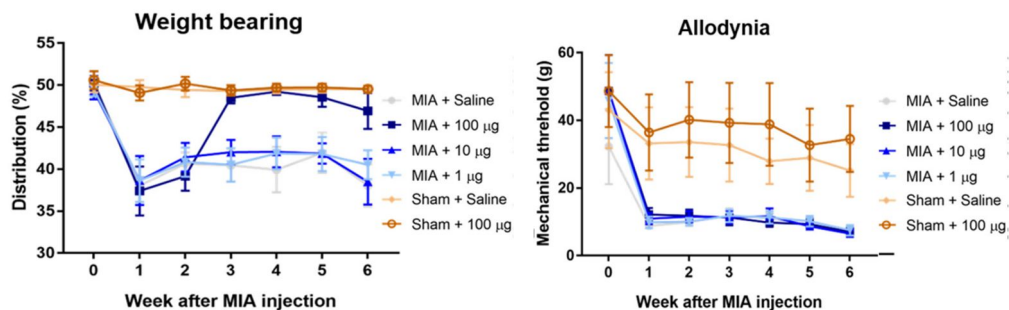 Weight bearing
Distribution (%)
55
50
45
40
35
30
0 1 2 3 4 5 6
Week after MIA injection
MIA + Saline
MIA + 100 µg
MIA + 10 µg
MIA + 1 µg
Sham + Saline
Sham + 100 µg
Allodynia
Mechanical threhold (g)
60
40
20
0
0 1 2 3 4 5 6
Week after MIA injection
MIA + Saline
MIA + 100 µg
MIA + 10 µg
MIA + 1 µg
Sham + Saline
Sham + 100 µg